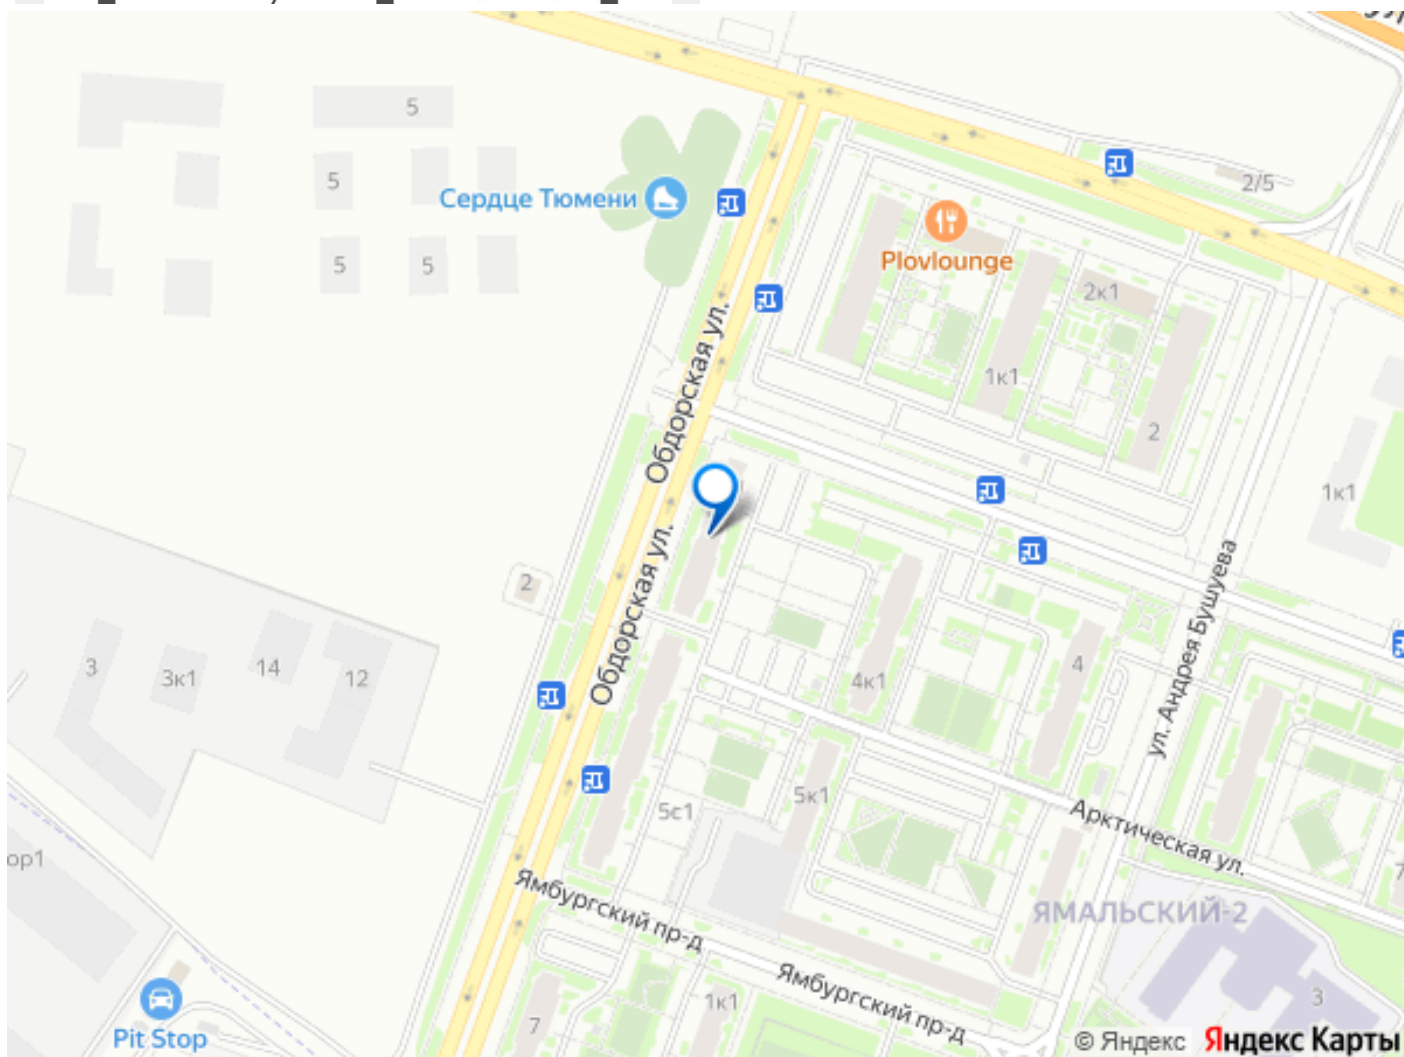 5
5
2/5
Сердце Тюмени
Plovlounge
5
5
2к1
Обдорская ул.
1к1
2
1к1
Обдорская ул.
2
ул. Андрея Бушуева
3
3к1
14
12
4к1
4
5к1
5с1
Арктическая ул.
ор1
7
Ямбургский пр-д
ЯМАЛЬСКИЙ-2
Ямбургский пр-д
3
1к1
7
Pit Stop
© Яндекс Яндекс Карты